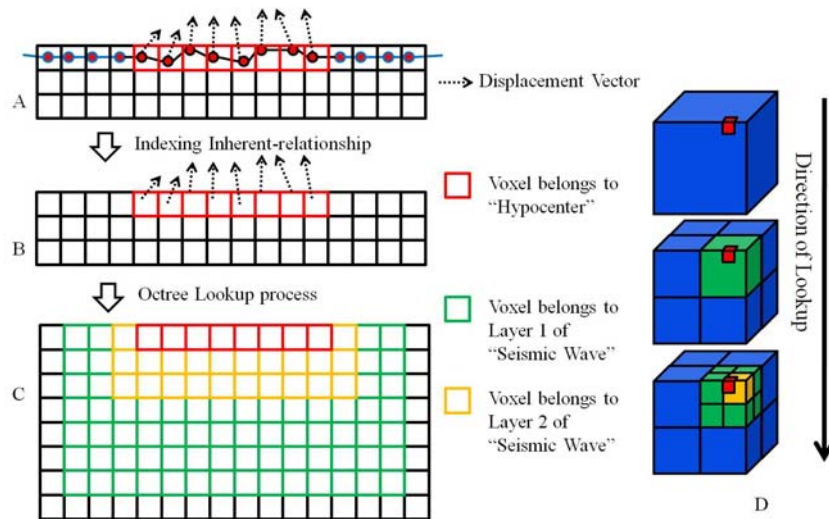 A
Displacement Vector
Indexing Inherent-relationship
B
Voxel belongs to
“Hypocenter”
Octree Lookup process
C
Voxel belongs to
Layer 1 of
“Seismic Wave”
Voxel belongs to
Layer 2 of
“Seismic Wave”
Direction of Lookup
D